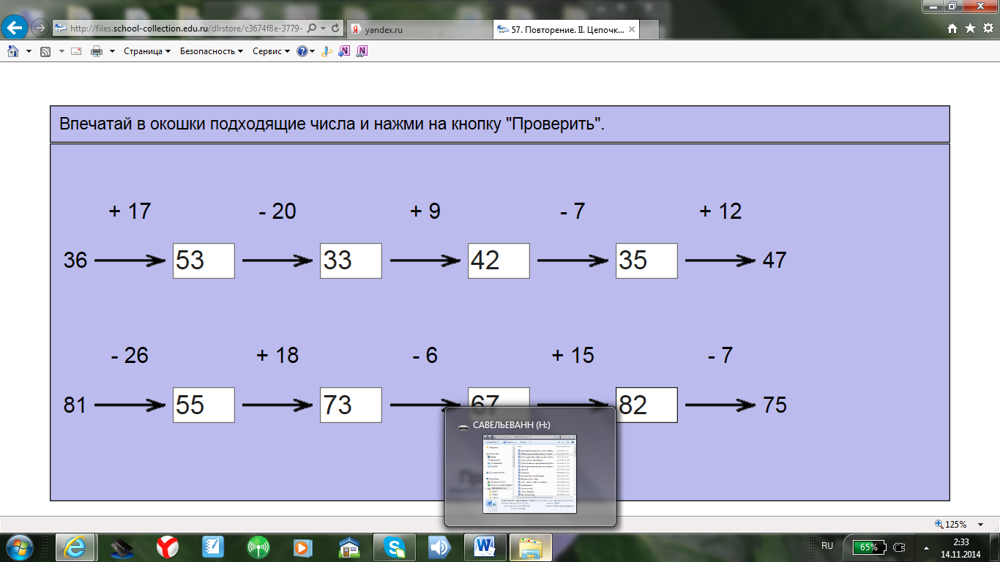 http://files.school-collection.edu.ru/dlrstore/c3674f8e-3779-
yandex.ru
57. Повторение. II. Цепочк...
Страница
Безопасность
Сервис
Впечатай в окошки подходящие числа и нажми на кнопку "Проверить".
+ 17 - 20 + 9 - 7 + 12
36 53 33 42 35 47
- 26 + 18 - 6 + 15 - 7
81 55 73 67 82 75
САВЕЛЬЕВАНН (H:)
125%
RU
65%
2:33
14.11.2014